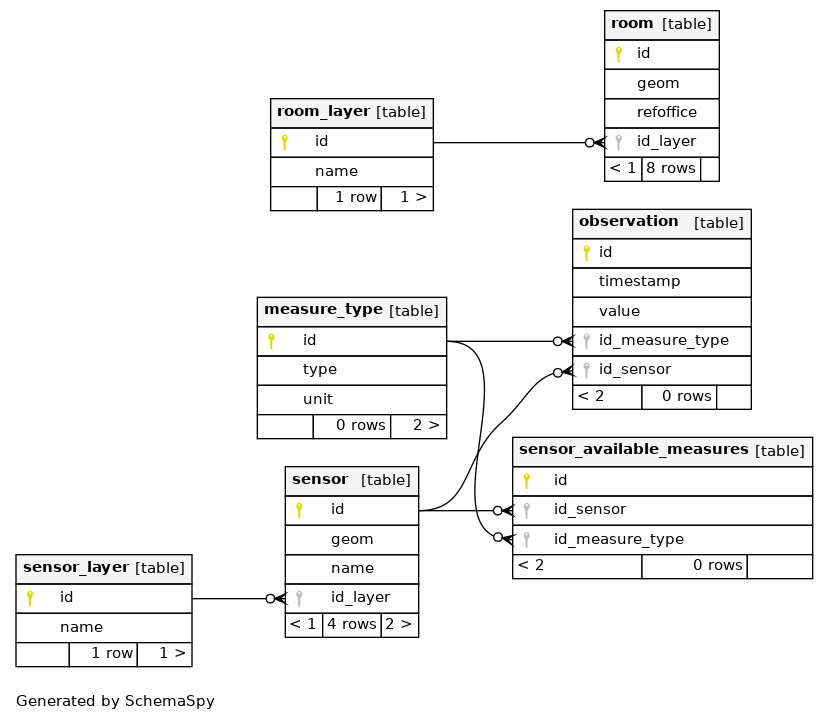 room [table]
id
geom
refoffice
id_layer
< 1 8 rows
room_layer [table]
id
name
1 row 1 >
observation [table]
id
timestamp
value
id_measure_type
id_sensor
< 2 0 rows
measure_type [table]
id
type
unit
0 rows 2 >
sensor_available_measures [table]
id
id_sensor
id_measure_type
< 2 0 rows
sensor [table]
id
geom
name
id_layer
< 1 4 rows 2 >
sensor_layer [table]
id
name
1 row 1 >
Generated by SchemaSpy